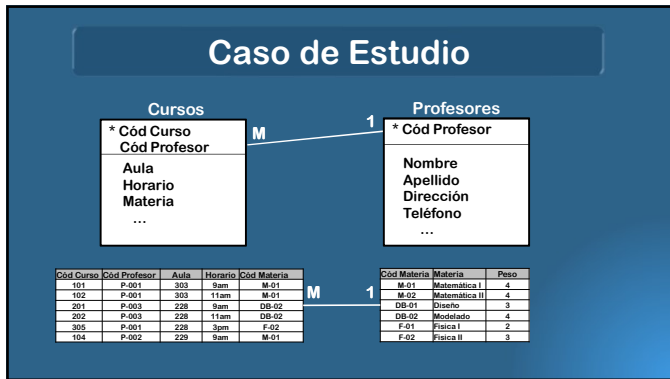 Caso de Estudio
Cursos
M
1
Profesores
* Cód Curso
Cód Profesor
Aula
Horario
Materia
...
* Cód Profesor
Nombre
Apellido
Dirección
Teléfono
...
Cód Curso Cód Profesor Aula Horario Cód Materia
101 P-001 303 9am M-01
102 P-001 303 11am M-01
201 P-003 228 9am DB-02
202 P-003 228 11am DB-02
305 P-001 228 3pm F-02
104 P-002 229 9am M-01
M
1
Cód Materia Materia Peso
M-01 Matemática I 4
M-02 Matemática II 4
DB-01 Diseño 3
DB-02 Modelado 4
F-01 Fisica I 2
F-02 Fisica II 3